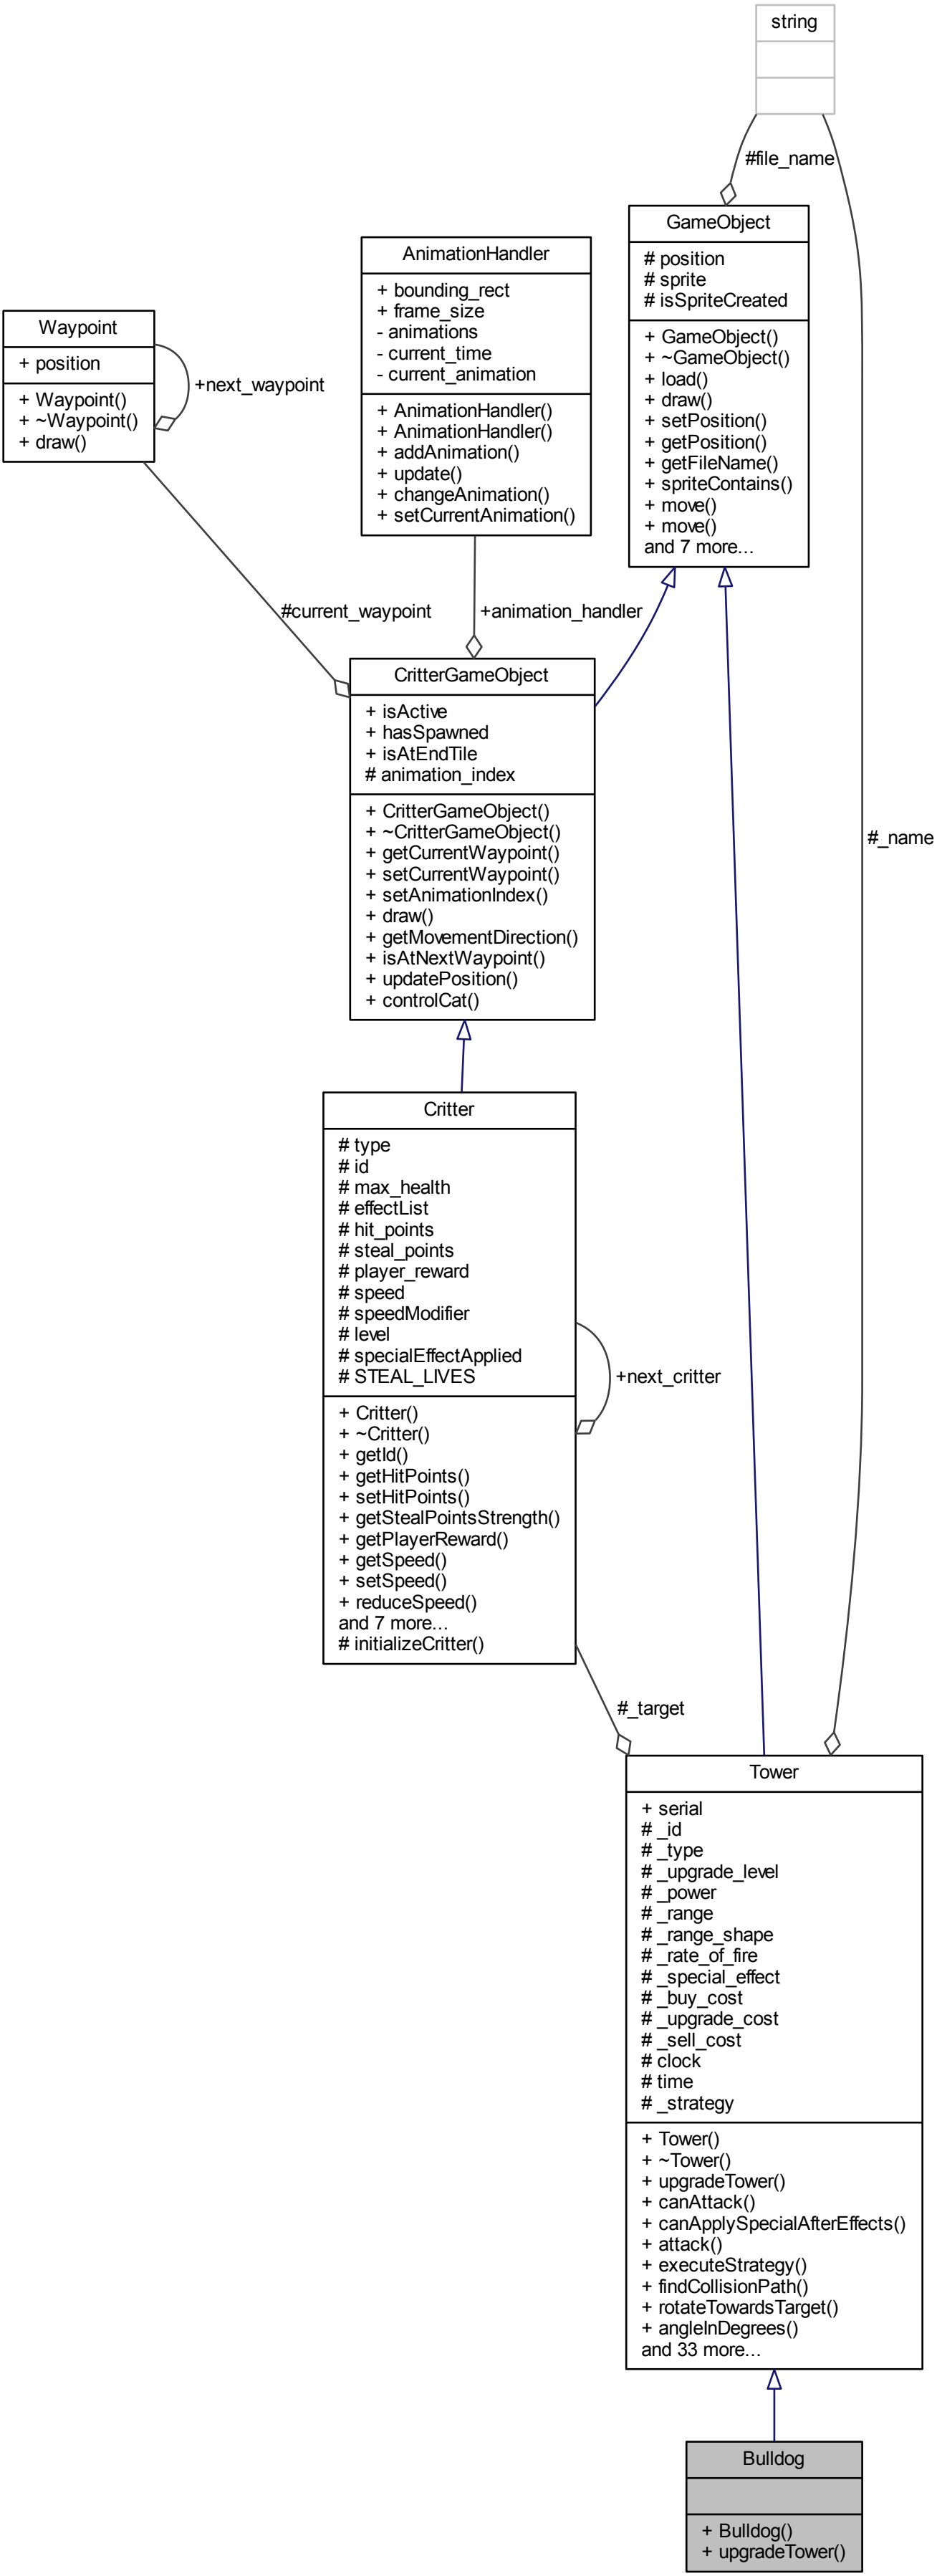 string
#file_name
GameObject
# position
# sprite
# isSpriteCreated
+ GameObject()
+ ~GameObject()
+ load()
+ draw()
+ setPosition()
+ getPosition()
+ getFileName()
+ spriteContains()
+ move()
+ move()
and 7 more...
AnimationHandler
+ bounding_rect
+ frame_size
- animations
- current_time
- current_animation
+ AnimationHandler()
+ AnimationHandler()
+ addAnimation()
+ update()
+ changeAnimation()
+ setCurrentAnimation()
Waypoint
+ position
+ Waypoint()
+ ~Waypoint()
+ draw()
+next_waypoint
#current_waypoint
+animation_handler
CritterGameObject
+ isActive
+ hasSpawned
+ isAtEndTile
# animation_index
+ CritterGameObject()
+ ~CritterGameObject()
+ getCurrentWaypoint()
+ setCurrentWaypoint()
+ setAnimationIndex()
+ draw()
+ getMovementDirection()
+ isAtNextWaypoint()
+ updatePosition()
+ controlCat()
#_name
Critter
# type
# id
# max_health
# effectList
# hit_points
# steal_points
# player_reward
# speed
# speedModifier
# level
# specialEffectApplied
# STEAL_LIVES
+ Critter()
+ ~Critter()
+ getId()
+ getHitPoints()
+ setHitPoints()
+ getStealPointsStrength()
+ getPlayerReward()
+ getSpeed()
+ setSpeed()
+ reduceSpeed()
and 7 more...
# initializeCritter()
+next_critter
#_target
Tower
+ serial
# _id
# _type
# _upgrade_level
# _power
# _range
# _range_shape
# _rate_of_fire
# _special_effect
# _buy_cost
# _upgrade_cost
# _sell_cost
# clock
# time
# _strategy
+ Tower()
+ ~Tower()
+ upgradeTower()
+ canAttack()
+ canApplySpecialAfterEffects()
+ attack()
+ executeStrategy()
+ findCollisionPath()
+ rotateTowardsTarget()
+ angleInDegrees()
and 33 more...
Bulldog
+ Bulldog()
+ upgradeTower()